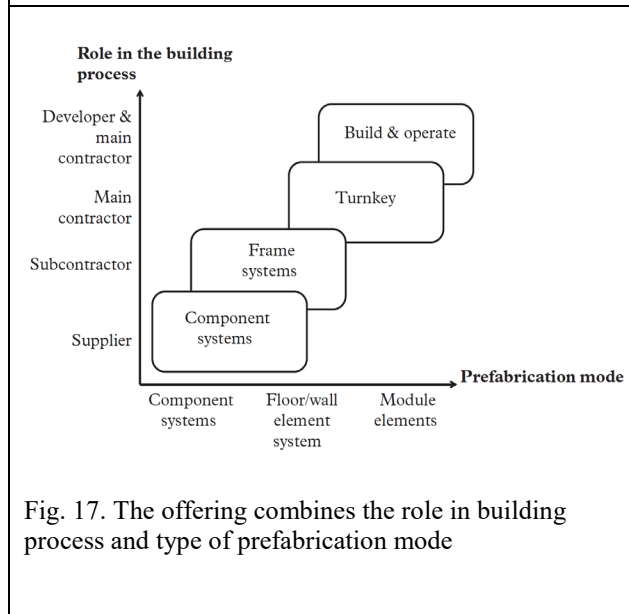 Role in the building
process
Developer &
main
contractor
Main
contractor
Subcontractor
Supplier
Build & operate
Turnkey
Frame
systems
Component
systems
Prefabrication mode
Component
systems
Floor/wall
element
system
Module
elements
Fig. 17. The offering combines the role in building
process and type of prefabrication mode